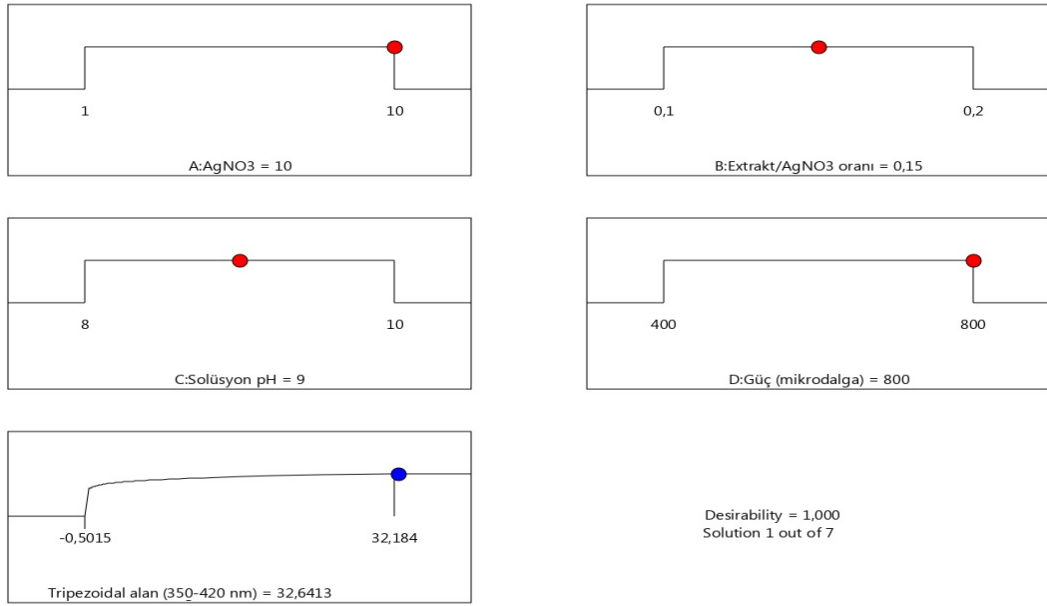 1
10
A:AgNO3 = 10
0,1
0,2
B:Extrakt/AgNO3 oranı = 0,15
8
10
C:Solüsyon pH = 9
400
800
D:Güç (mikrodalga) = 800
-0,5015
32,184
Tripezoidal alan (350-420 nm) = 32,6413
Desirability = 1,000
Solution 1 out of 7